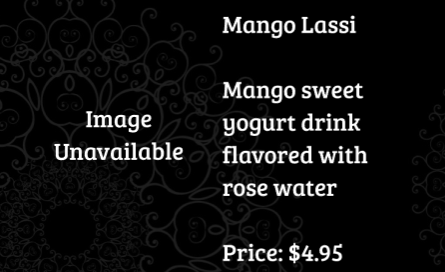 Image
Unavailable
Mango Lassi
Mango sweet
yogurt drink
flavored with
rose water
Price: $4.95